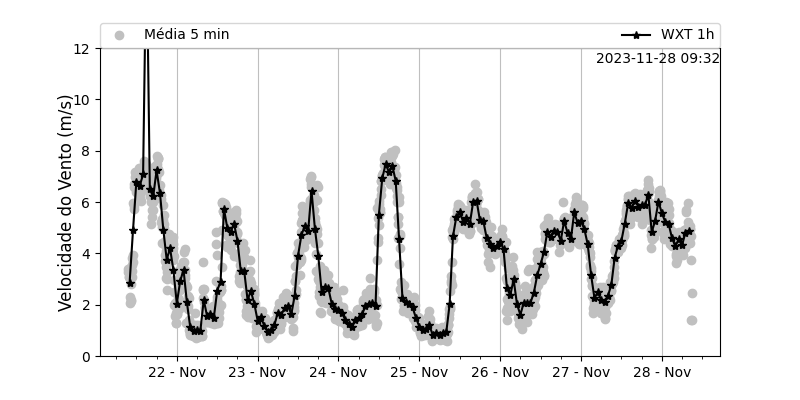 Média 5 min
WXT 1h
2023-11-28 09:32
Velocidade do Vento (m/s)
12
10
8
6
4
2
0
22 - Nov
23 - Nov
24 - Nov
25 - Nov
26 - Nov
27 - Nov
28 - Nov